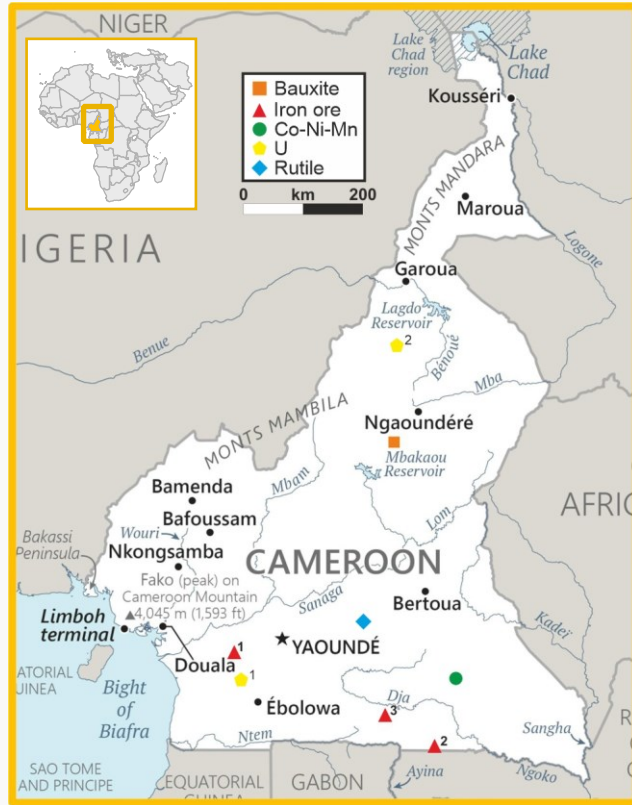 NIGER
Lake
Chad
region
Lake
Chad
Kousséri
Bauxite
Iron ore
Co-Ni-Mn
U
Rutile
0 km 200
MONTS MANDARA
Maroua
Logone
IGERIA
Garoua
Lagdo
Reservoir
Bénoué
2
Benue
Mba
Ngaoundéré
MONTS MAMBILA
Mbakaou
Reservoir
Mbam
Bamenda
Bafoussam
Lom
AFRIC
Wouri
Bakassi
Peninsula
Nkongsamba
CAMEROON
Fako (peak) on
Cameroon Mountain
4,045 m (1,593 ft)
Sanaga
Bertoua
Kadeï
Limboh
terminal
YAOUNDÉ
Douala
1
ATORIAL
UINEA
1
Bight
of
Biafra
Ébolowa
Dja
3
2
Sangha
Ntem
SAO TOME
AND PRINCIPE
EQUATORIAL
GUINEA
GABON
Ayina
Ngoko